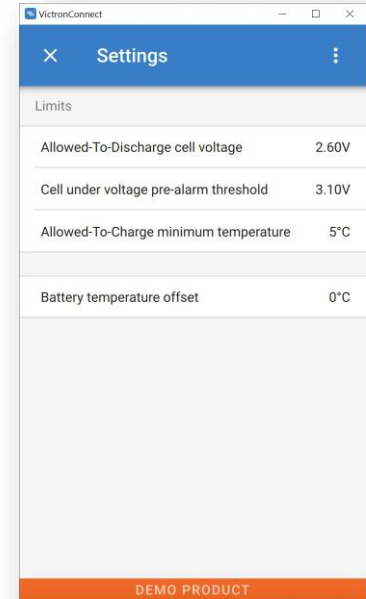 VictronConnect
Settings
Limits
Allowed-To-Discharge cell voltage 2.60V
Cell under voltage pre-alarm threshold 3.10V
Allowed-To-Charge minimum temperature 5°C
Battery temperature offset 0°C
DEMO PRODUCT